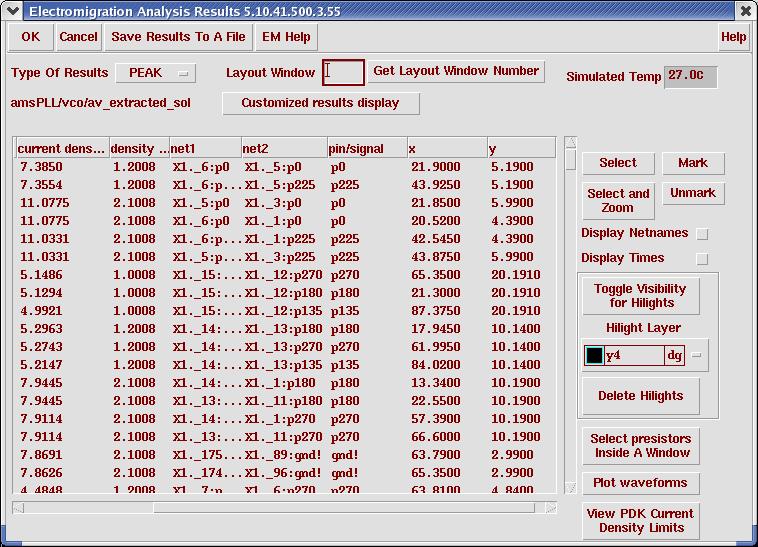 Electromigration Analysis Results 5.10.41.500.3.55
OK Cancel Save Results To A File EM Help Help
Type Of Results PEAK Layout Window Get Layout Window Number Simulated Temp 27.0C
amsPLL/vco/av_extracted_sol Customized results display
current dens... density ... net1 net2 pin/signal x y
7.3850 1.2008 X1._6:p0 X1._5:p0 p0 21.9000 5.1900
7.3554 1.2008 X1._6:p... X1._5:p225 p225 43.9250 5.1900
11.0775 2.1008 X1._5:p0 X1._3:p0 p0 21.8500 5.9900
11.0775 2.1008 X1._6:p0 X1._1:p0 p0 20.5200 4.3900
11.0331 2.1008 X1._6:p... X1._1:p225 p225 42.5450 4.3900
11.0331 2.1008 X1._5:p... X1._3:p225 p225 43.8750 5.9900
5.1486 1.0008 X1._15:... X1._12:p270 p270 65.3500 20.1910
5.1294 1.0008 X1._15:... X1._12:p180 p180 21.3000 20.1910
4.9921 1.0008 X1._15:... X1._12:p135 p135 87.3750 20.1910
5.2963 1.2008 X1._14:... X1._13:p180 p180 17.9450 10.1400
5.2743 1.2008 X1._14:... X1._13:p270 p270 61.9950 10.1400
5.2147 1.2008 X1._14:... X1._13:p135 p135 84.0200 10.1400
7.9445 2.1008 X1._14:... X1._1:p180 p180 13.3400 10.1900
7.9445 2.1008 X1._13:... X1._11:p180 p180 22.5500 10.1900
7.9114 2.1008 X1._14:... X1._1:p270 p270 57.3900 10.1900
7.9114 2.1008 X1._13:... X1._11:p270 p270 66.6000 10.1900
7.8691 2.1008 X1._175... X1._89:gnd! gnd! 63.7900 2.9900
7.8626 2.1008 X1._174... X1._96:gnd! gnd! 65.3500 2.9900
4.4848 1.2008 X1._7:p... X1._6:p270 p270 63.8100 4.8400
Select Mark
Select and Zoom Unmark
Display Netnames
Display Times
Toggle Visibility
for Hilights
Hilight Layer
y4 dg
Delete Hilights
Select presistors
Inside A Window
Plot waveforms
View PDK Current
Density Limits